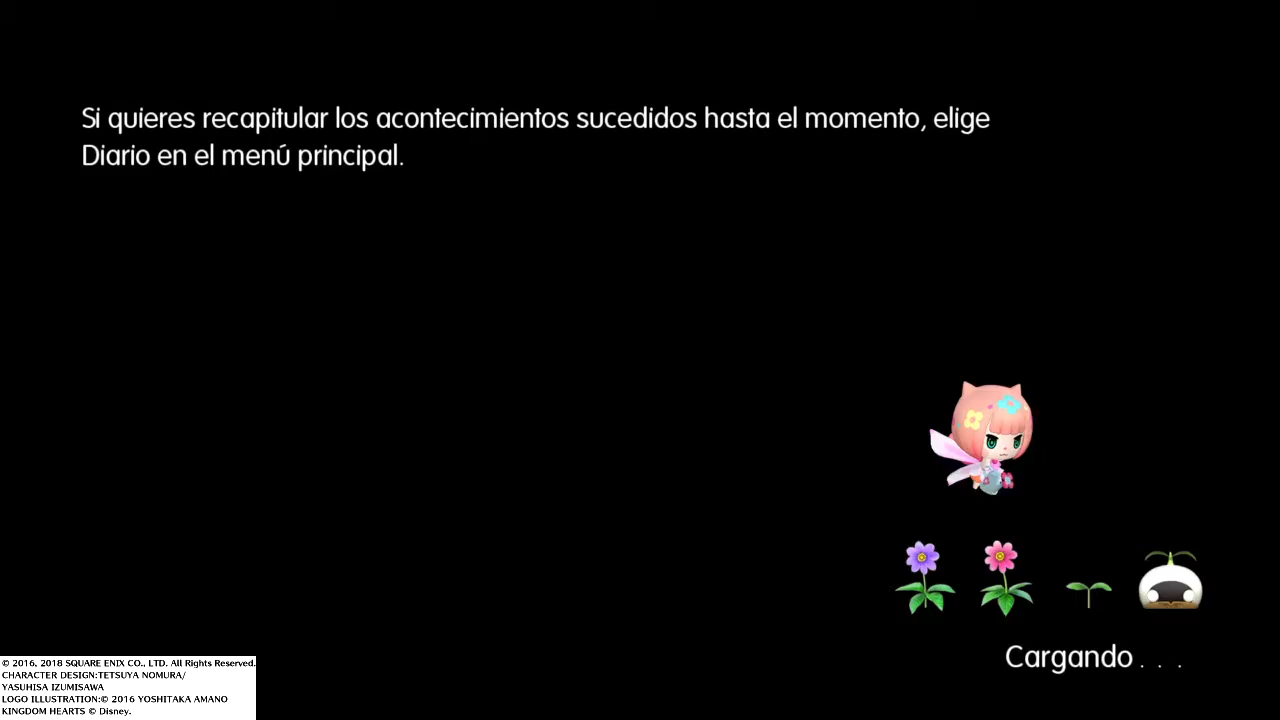 Si quieres recapitular los acontecimientos sucedidos hasta el momento, elige
Diario en el menú principal.
Cargando . . .
© 2016, 2018 SQUARE ENIX CO., LTD. All Rights Reserved.
CHARACTER DESIGN:TETSUYA NOMURA/
YASUHISA IZUMISAWA
LOGO ILLUSTRATION:© 2016 YOSHITAKA AMANO
KINGDOM HEARTS © Disney.